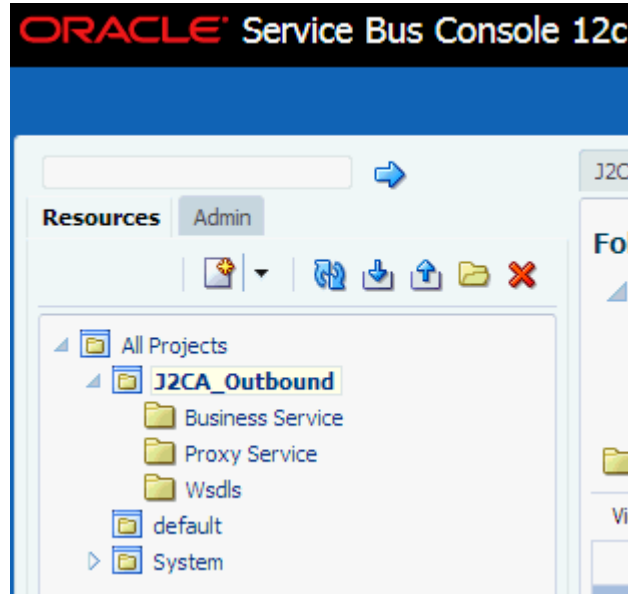 ORACLE Service Bus Console 12c
J2C
Resources Admin
Fo
All Projects
J2CA_Outbound
Business Service
Proxy Service
Wsdls
Vi
default
System